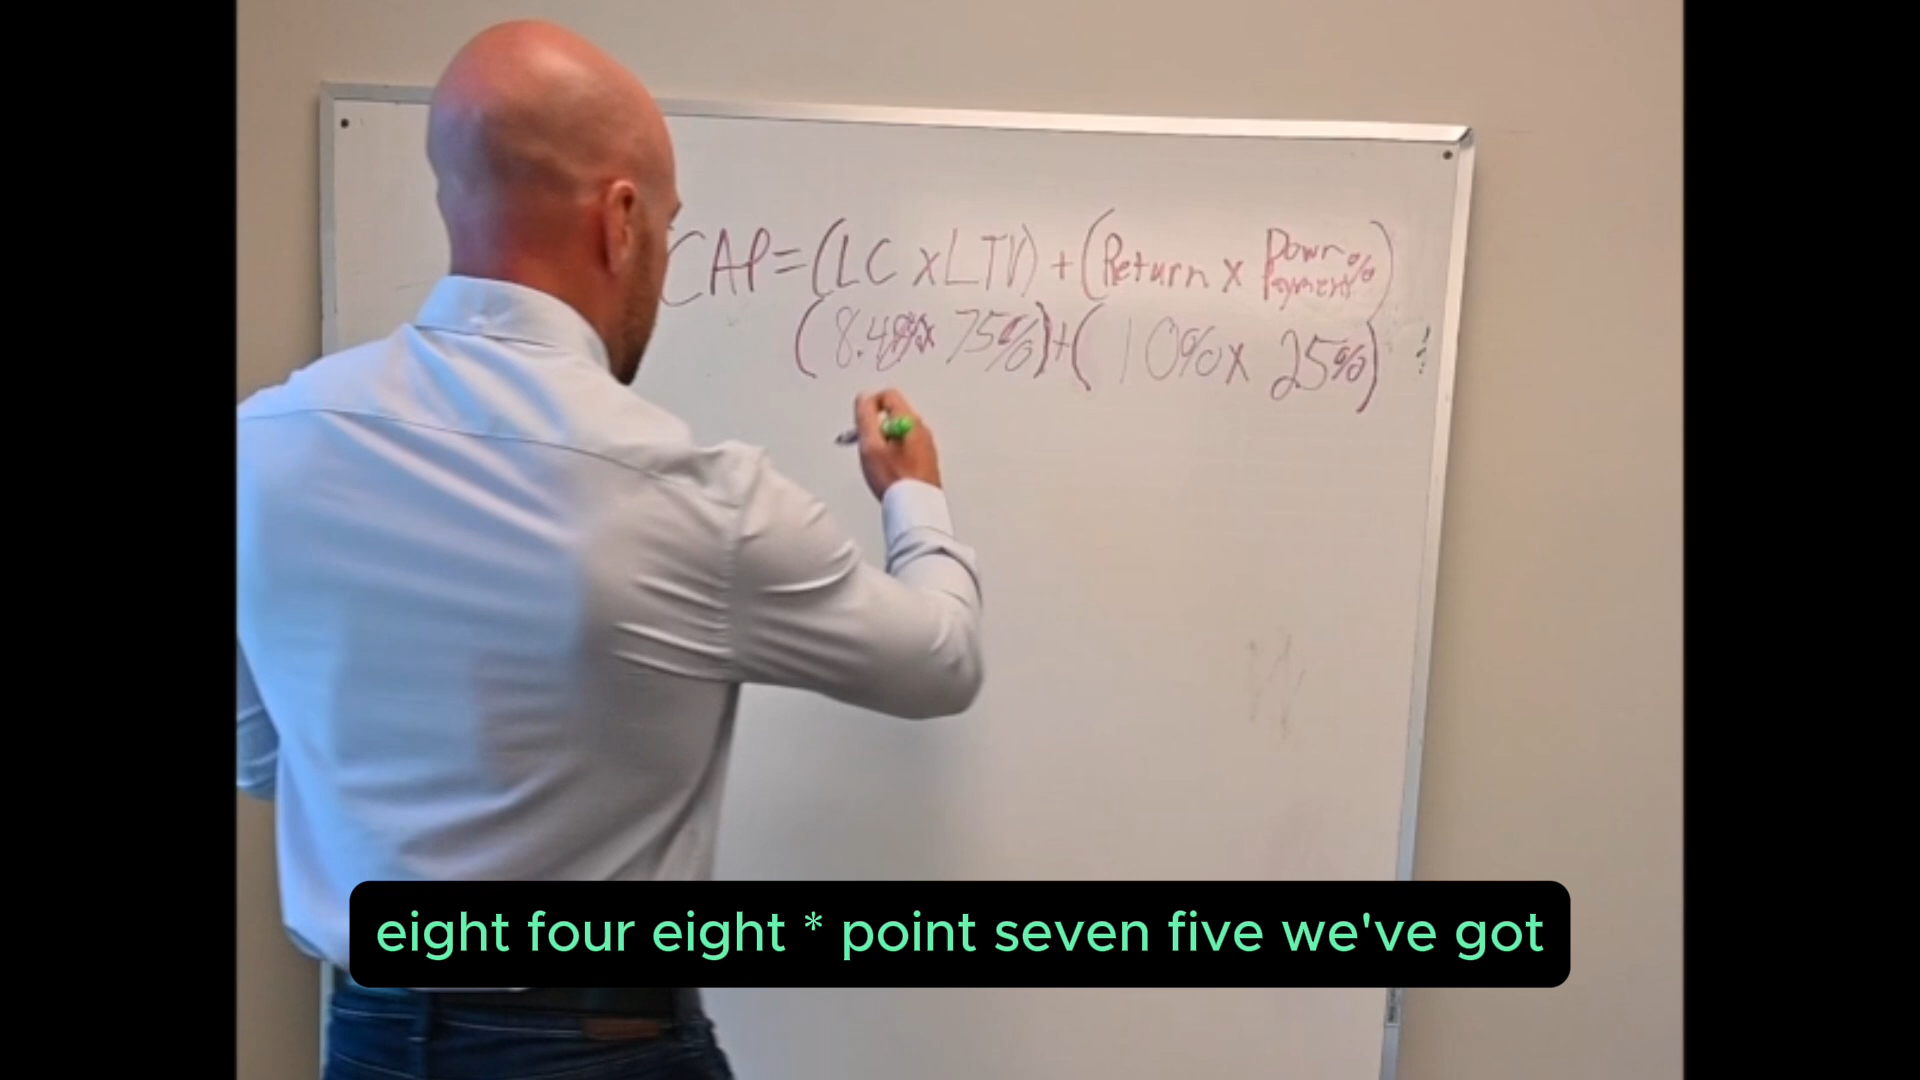 CAP=(LC x LTV)+(Return x Down Payment %)
(8.48% x 75%)+(10% x 25%)
eight four eight * point seven five we've got